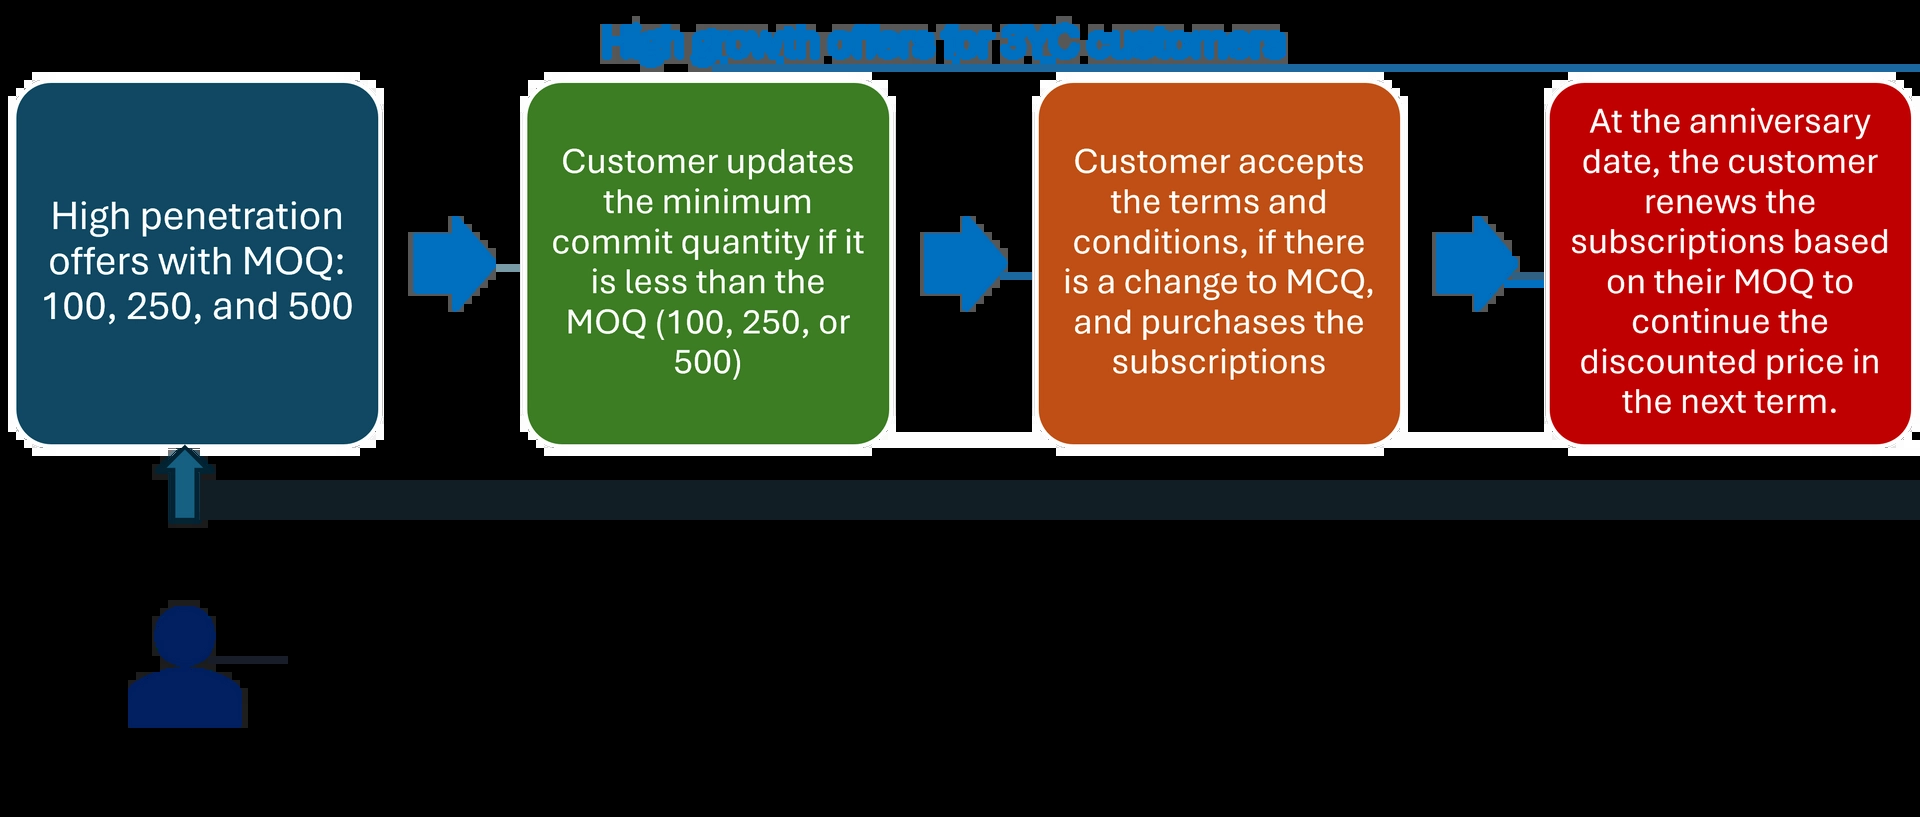 High growth offers for 3YC customers
High penetration
offers with MOQ:
100, 250, and 500
Customer updates
the minimum
commit quantity if it
is less than the
MOQ (100, 250, or
500)
Customer accepts
the terms and
conditions, if there
is a change to MCQ,
and purchases the
subscriptions
At the anniversary
date, the customer
renews the
subscriptions based
on their MOQ to
continue the
discounted price in
the next term.